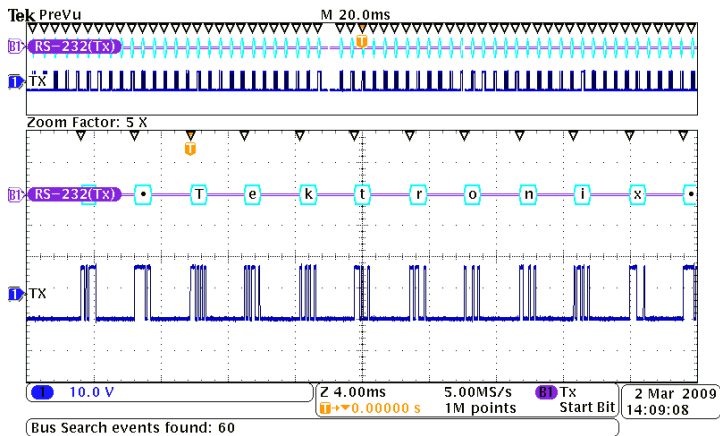 Tek PreVu M 20.0ms
B1 RS-232(Tx)
T
1 TX
Zoom Factor: 5 X
T
B1 RS-232(Tx) • T e k t r o n i x •
1 TX
1 10.0 V Z 4.00ms 5.00MS/s B1 Tx 2 Mar 2009
T→▼0.00000 s 1M points Start Bit 14:09:08
Bus Search events found: 60